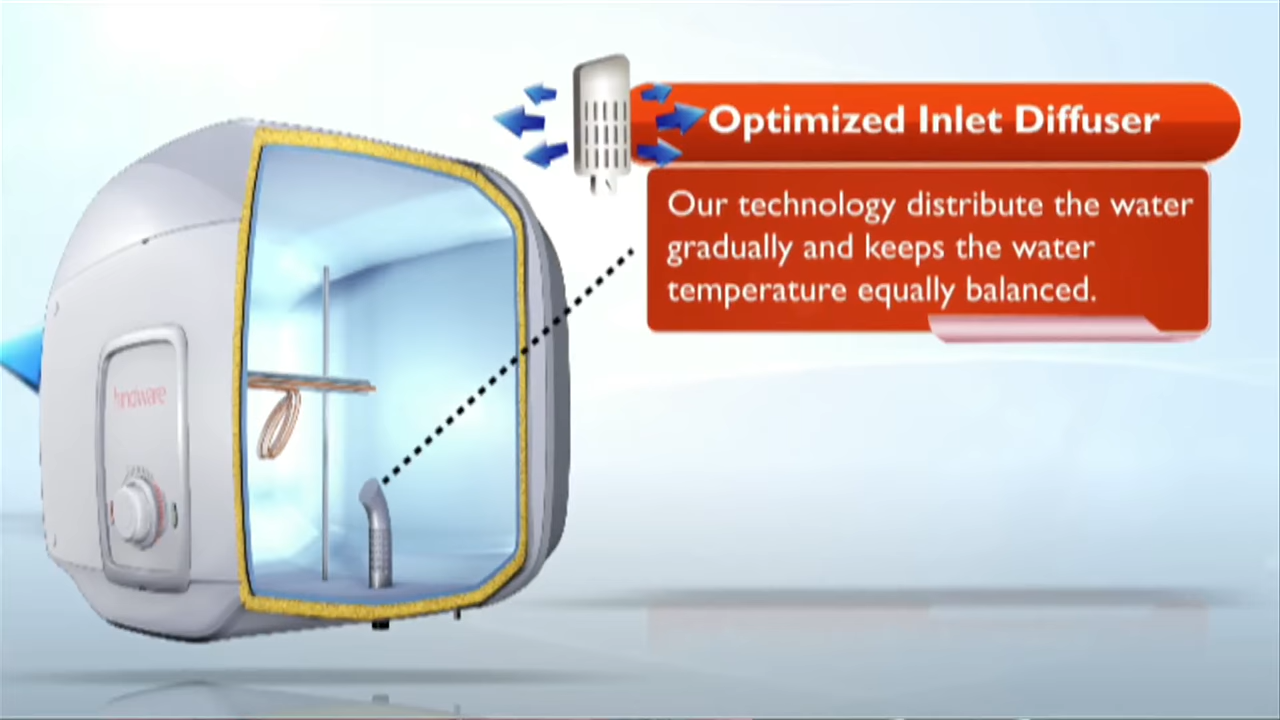 Optimized Inlet Diffuser
Our technology distribute the water
gradually and keeps the water
temperature equally balanced.
hindware